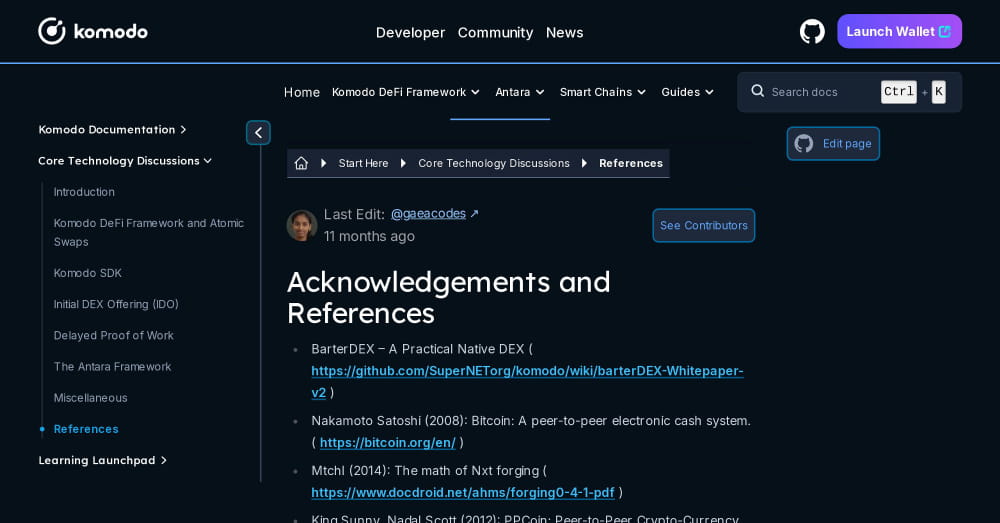 komodo
Developer Community News
Launch Wallet
Home Komodo DeFi Framework Antara Smart Chains Guides
Search docs Ctrl + K
Komodo Documentation
Core Technology Discussions
Introduction
Komodo DeFi Framework and Atomic
Swaps
Komodo SDK
Initial DEX Offering (IDO)
Delayed Proof of Work
The Antara Framework
Miscellaneous
References
Learning Launchpad
Start Here Core Technology Discussions References
Edit page
Last Edit: @gaeacodes ↗
11 months ago
See Contributors
Acknowledgements and
References
• BarterDEX – A Practical Native DEX (
https://github.com/SuperNETorg/komodo/wiki/barterDEX-Whitepaper-
v2 )
• Nakamoto Satoshi (2008): Bitcoin: A peer-to-peer electronic cash system.
( https://bitcoin.org/en/ )
• Mtchl (2014): The math of Nxt forging (
https://www.docdroid.net/ahms/forging0-4-1-pdf )
• King Sunny, Nadal Scott (2012): PPCoin: Peer-to-Peer Crypto-Currency